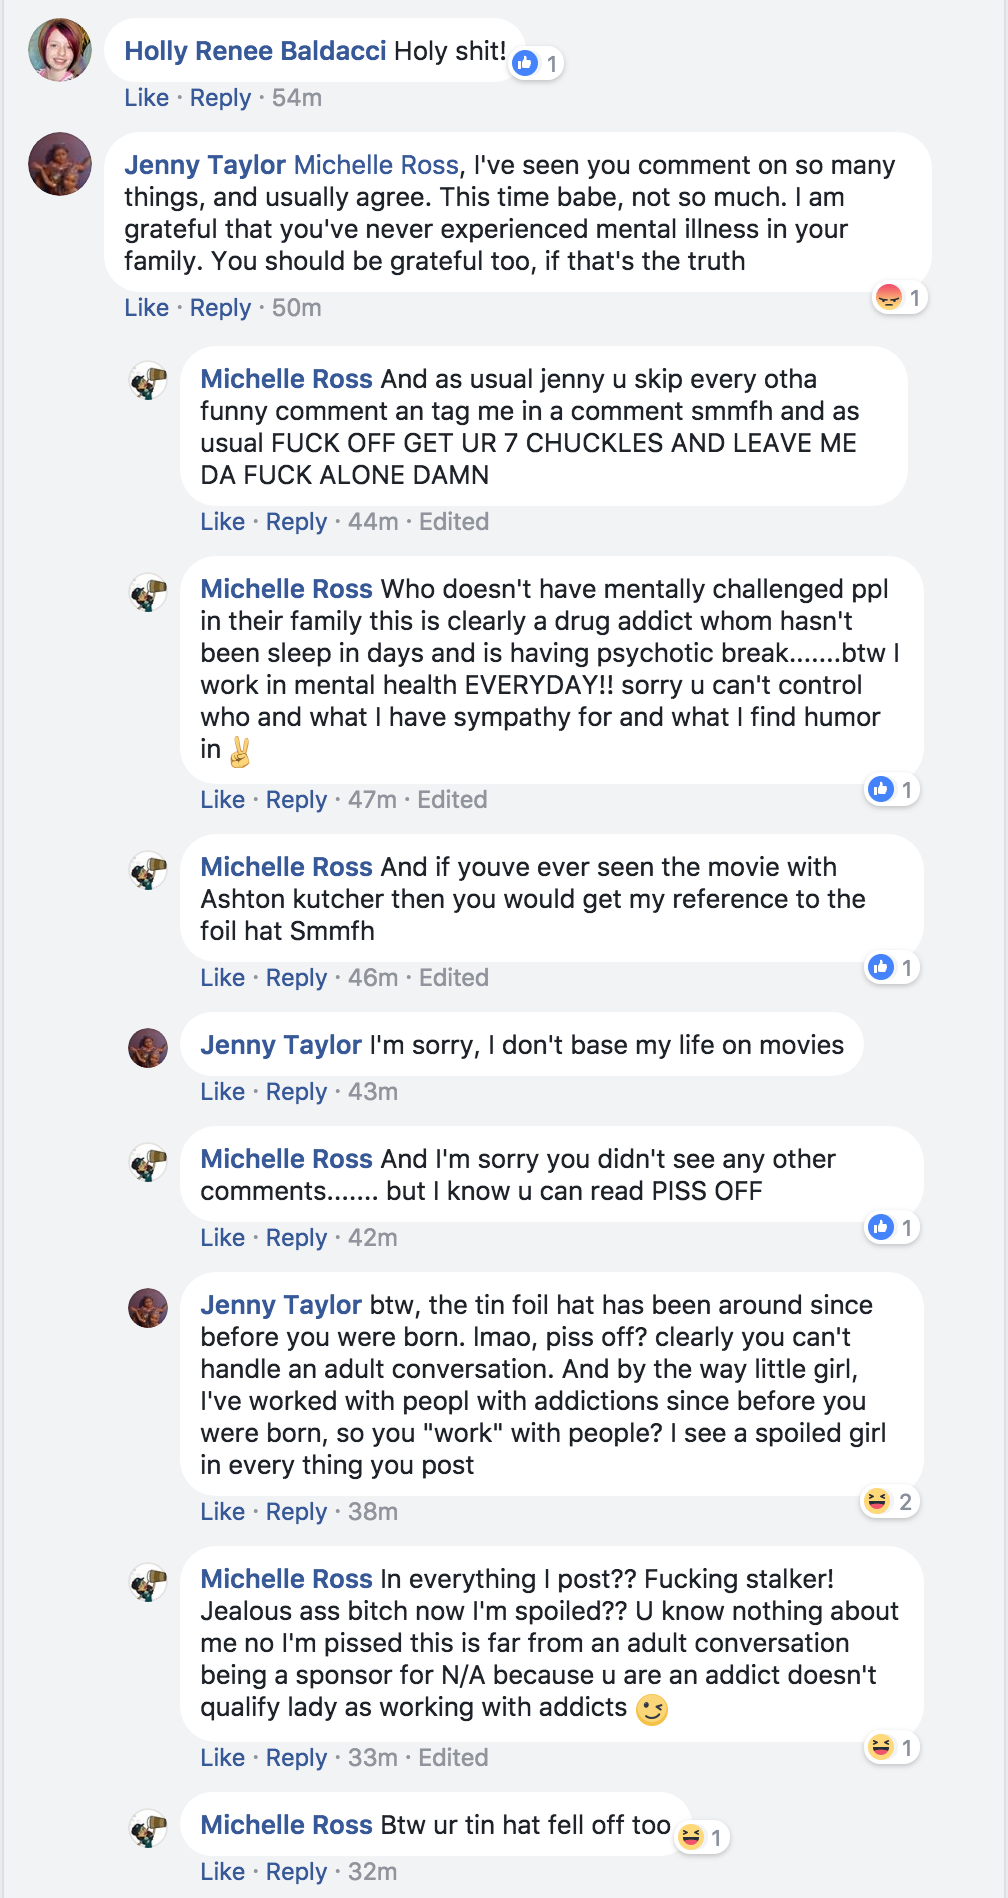 Holly Renee Baldacci Holy shit! 1
Like · Reply · 54m
Jenny Taylor Michelle Ross, I've seen you comment on so many
things, and usually agree. This time babe, not so much. I am
grateful that you've never experienced mental illness in your
family. You should be grateful too, if that's the truth
1
Like · Reply · 50m
Michelle Ross And as usual jenny u skip every otha
funny comment an tag me in a comment smmfh and as
usual FUCK OFF GET UR 7 CHUCKLES AND LEAVE ME
DA FUCK ALONE DAMN
Like · Reply · 44m · Edited
Michelle Ross Who doesn't have mentally challenged ppl
in their family this is clearly a drug addict whom hasn't
been sleep in days and is having psychotic break.......btw I
work in mental health EVERYDAY!! sorry u can't control
who and what I have sympathy for and what I find humor
in ✌
Like · Reply · 47m · Edited 1
Michelle Ross And if youve ever seen the movie with
Ashton kutcher then you would get my reference to the
foil hat Smmfh
Like · Reply · 46m · Edited 1
Jenny Taylor I'm sorry, I don't base my life on movies
Like · Reply · 43m
Michelle Ross And I'm sorry you didn't see any other
comments....... but I know u can read PISS OFF
Like · Reply · 42m 1
Jenny Taylor btw, the tin foil hat has been around since
before you were born. lmao, piss off? clearly you can't
handle an adult conversation. And by the way little girl,
I've worked with peopl with addictions since before you
were born, so you "work" with people? I see a spoiled girl
in every thing you post
Like · Reply · 38m 2
Michelle Ross In everything I post?? Fucking stalker!
Jealous ass bitch now I'm spoiled?? U know nothing about
me no I'm pissed this is far from an adult conversation
being a sponsor for N/A because u are an addict doesn't
qualify lady as working with addicts 😉
Like · Reply · 33m · Edited 1
Michelle Ross Btw ur tin hat fell off too 1
Like · Reply · 32m